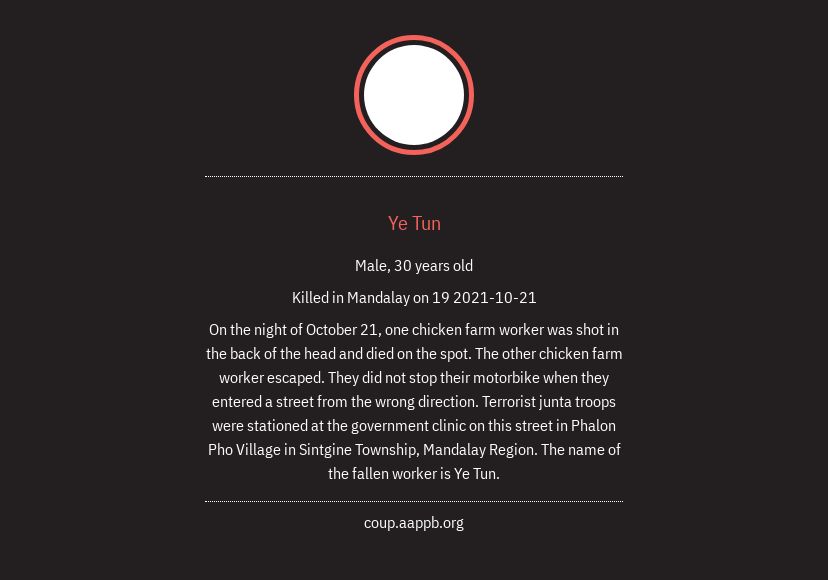 Ye Tun
Male, 30 years old
Killed in Mandalay on 19 2021-10-21
On the night of October 21, one chicken farm worker was shot in
the back of the head and died on the spot. The other chicken farm
worker escaped. They did not stop their motorbike when they
entered a street from the wrong direction. Terrorist junta troops
were stationed at the government clinic on this street in Phalon
Pho Village in Sintgine Township, Mandalay Region. The name of
the fallen worker is Ye Tun.
coup.aappb.org